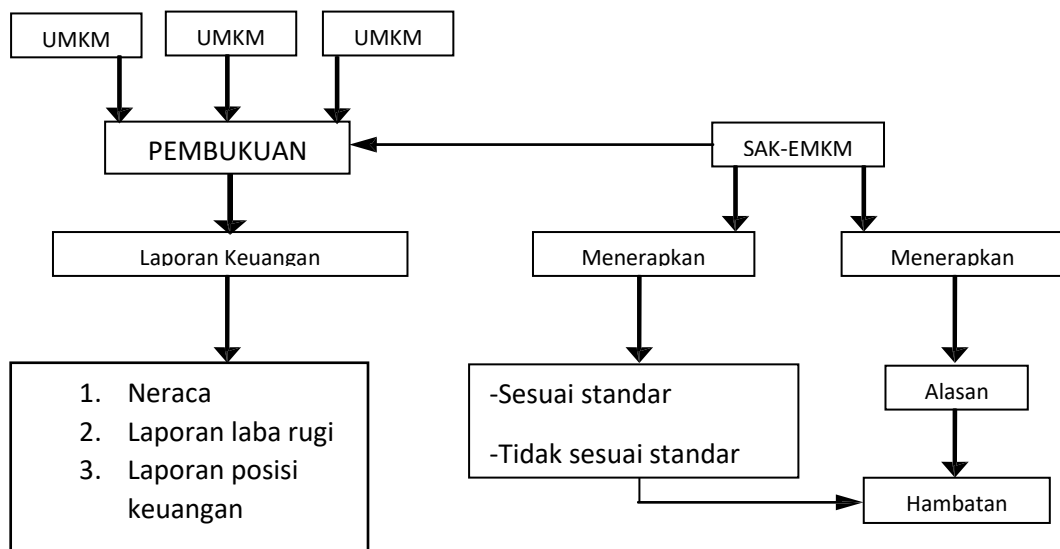 UMKM
UMKM
UMKM
PEMBUKUAN
SAK-EMKM
Laporan Keuangan
Menerapkan
Menerapkan
1. Neraca
2. Laporan laba rugi
3. Laporan posisi
keuangan
-Sesuai standar
-Tidak sesuai standar
Alasan
Hambatan